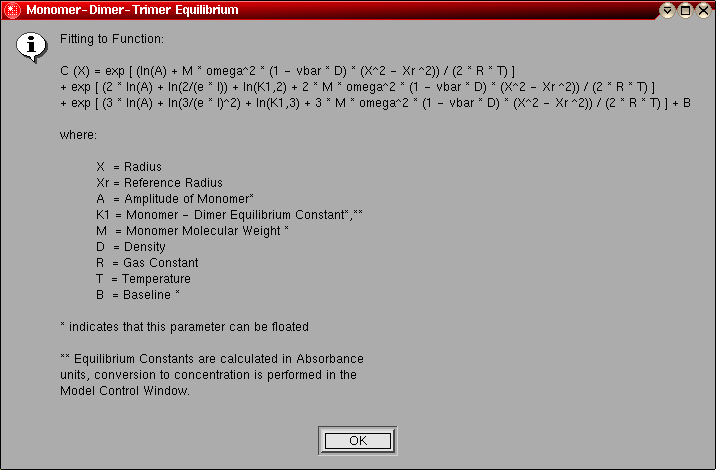 Monomer-Dimer-Trimer Equilibrium
Fitting to Function:
C (X) = exp [ (ln(A) + M * omega^2 * (1 - vbar * D) * (X^2 - Xr ^2)) / (2 * R * T) ]
+ exp [ (2 * ln(A) + ln(2/(e * l)) + ln(K1,2) + 2 * M * omega^2 * (1 - vbar * D) * (X^2 - Xr ^2)) / (2 * R * T) ]
+ exp [ (3 * ln(A) + ln(3/(e * l)^2) + ln(K1,3) + 3 * M * omega^2 * (1 - vbar * D) * (X^2 - Xr ^2)) / (2 * R * T) ] + B
where:
X = Radius
Xr = Reference Radius
A = Amplitude of Monomer*
K1 = Monomer - Dimer Equilibrium Constant*,**
M = Monomer Molecular Weight *
D = Density
R = Gas Constant
T = Temperature
B = Baseline *
* indicates that this parameter can be floated
** Equilibrium Constants are calculated in Absorbance
units, conversion to concentration is performed in the
Model Control Window.
OK